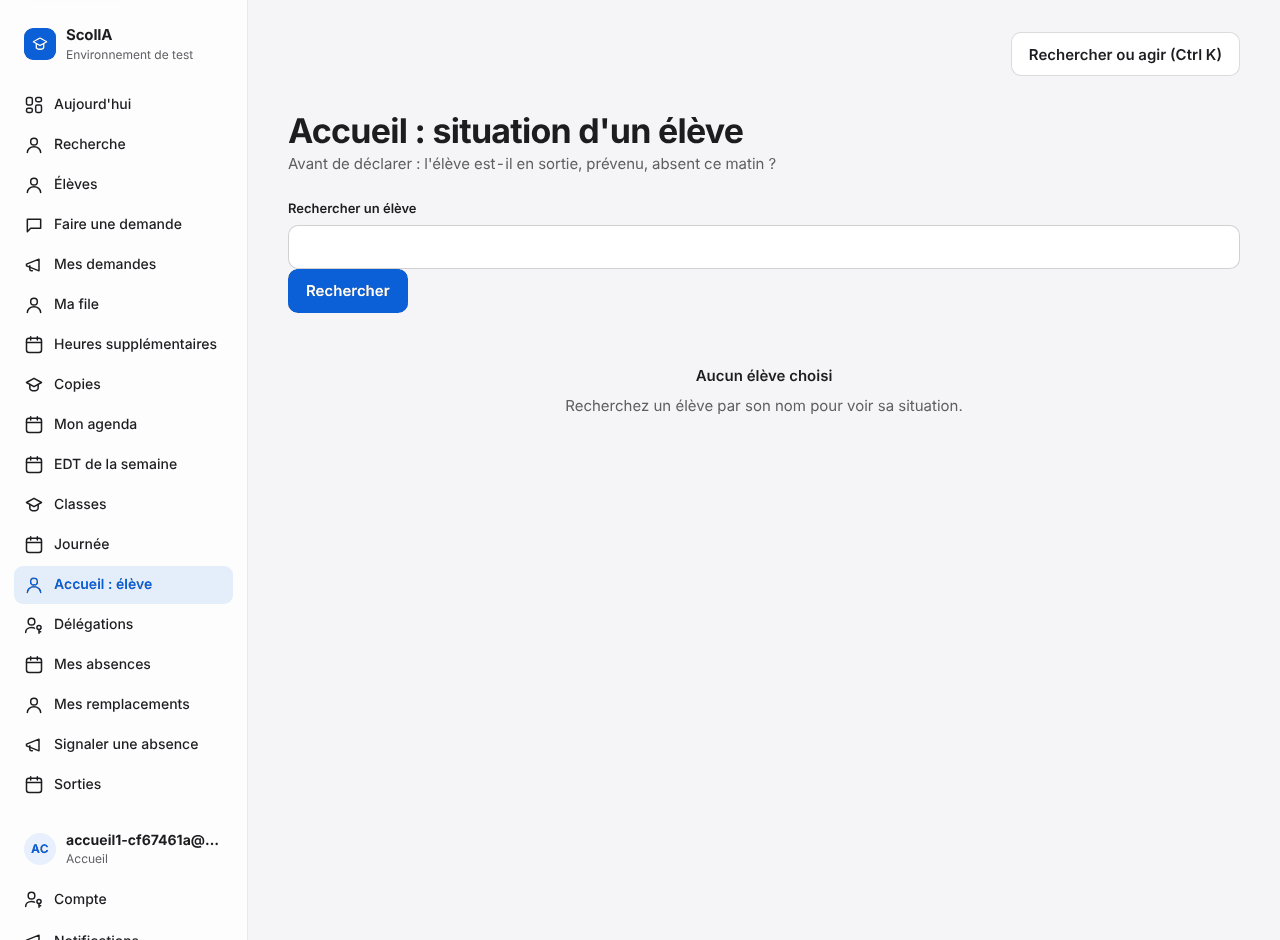 ScolIA
Environnement de test
Aujourd'hui
Recherche
Élèves
Faire une demande
Mes demandes
Ma file
Heures supplémentaires
Copies
Mon agenda
EDT de la semaine
Classes
Journée
Accueil : élève
Délégations
Mes absences
Mes remplacements
Signaler une absence
Sorties
AC
accueil1-cf67461a@...
Accueil
Compte
Notifications
Rechercher ou agir (Ctrl K)
Accueil : situation d'un élève
Avant de déclarer : l'élève est-il en sortie, prévenu, absent ce matin ?
Rechercher un élève
Rechercher
Aucun élève choisi
Recherchez un élève par son nom pour voir sa situation.